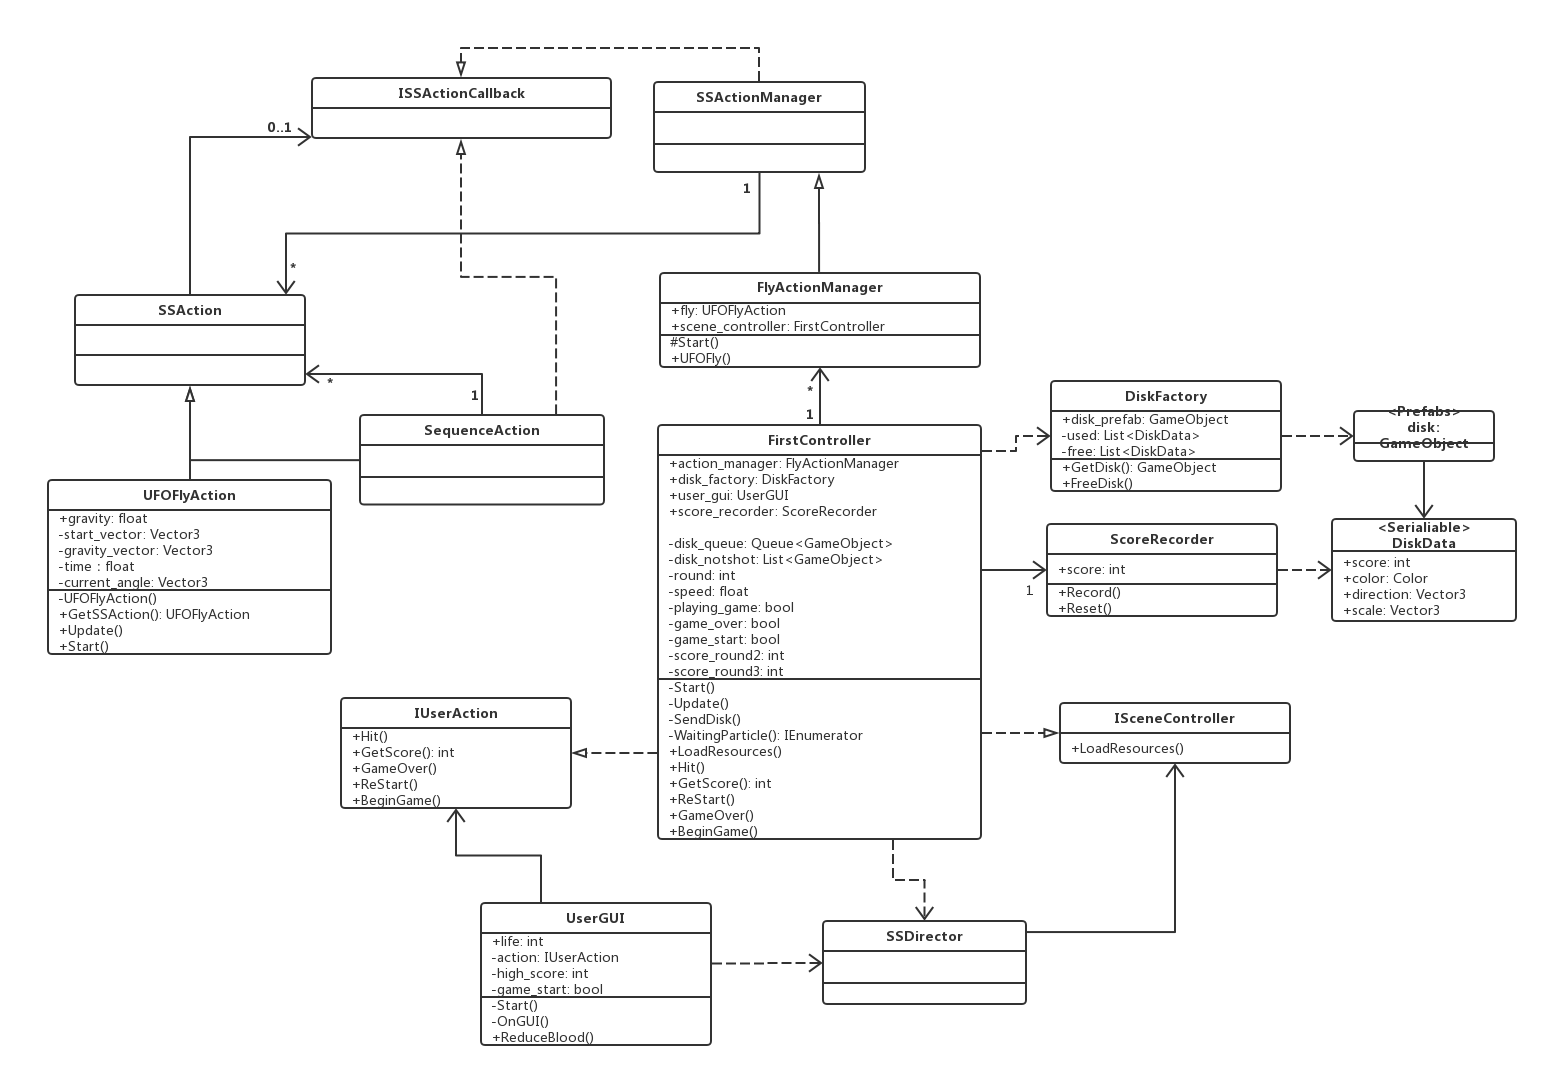 ISSActionCallback
SSActionManager
0..1
1
*
SSAction
FlyActionManager
+fly: UFOFlyAction
+scene_controller: FirstController
#Start()
+UFOFly()
*
1
*
1
SequenceAction
UFOFlyAction
+gravity: float
-start_vector: Vector3
-gravity_vector: Vector3
-time : float
-current_angle: Vector3
-UFOFlyAction()
+GetSSAction(): UFOFlyAction
+Update()
+Start()
FirstController
+action_manager: FlyActionManager
+disk_factory: DiskFactory
+user_gui: UserGUI
+score_recorder: ScoreRecorder
-disk_queue: Queue<GameObject>
-disk_notshot: List<GameObject>
-round: int
-speed: float
-playing_game: bool
-game_over: bool
-game_start: bool
-score_round2: int
-score_round3: int
-Start()
-Update()
-SendDisk()
-WaitingParticle(): IEnumerator
+LoadResources()
+Hit()
+GetScore(): int
+ReStart()
+GameOver()
+BeginGame()
DiskFactory
+disk_prefab: GameObject
-used: List<DiskData>
-free: List<DiskData>
+GetDisk(): GameObject
+FreeDisk()
<Prefabs>
disk:
GameObject
ScoreRecorder
+score: int
+Record()
+Reset()
1
<Serialiable>
DiskData
+score: int
+color: Color
+direction: Vector3
+scale: Vector3
IUserAction
+Hit()
+GetScore(): int
+GameOver()
+ReStart()
+BeginGame()
ISceneController
+LoadResources()
UserGUI
+life: int
-action: IUserAction
-high_score: int
-game_start: bool
-Start()
-OnGUI()
+ReduceBlood()
SSDirector